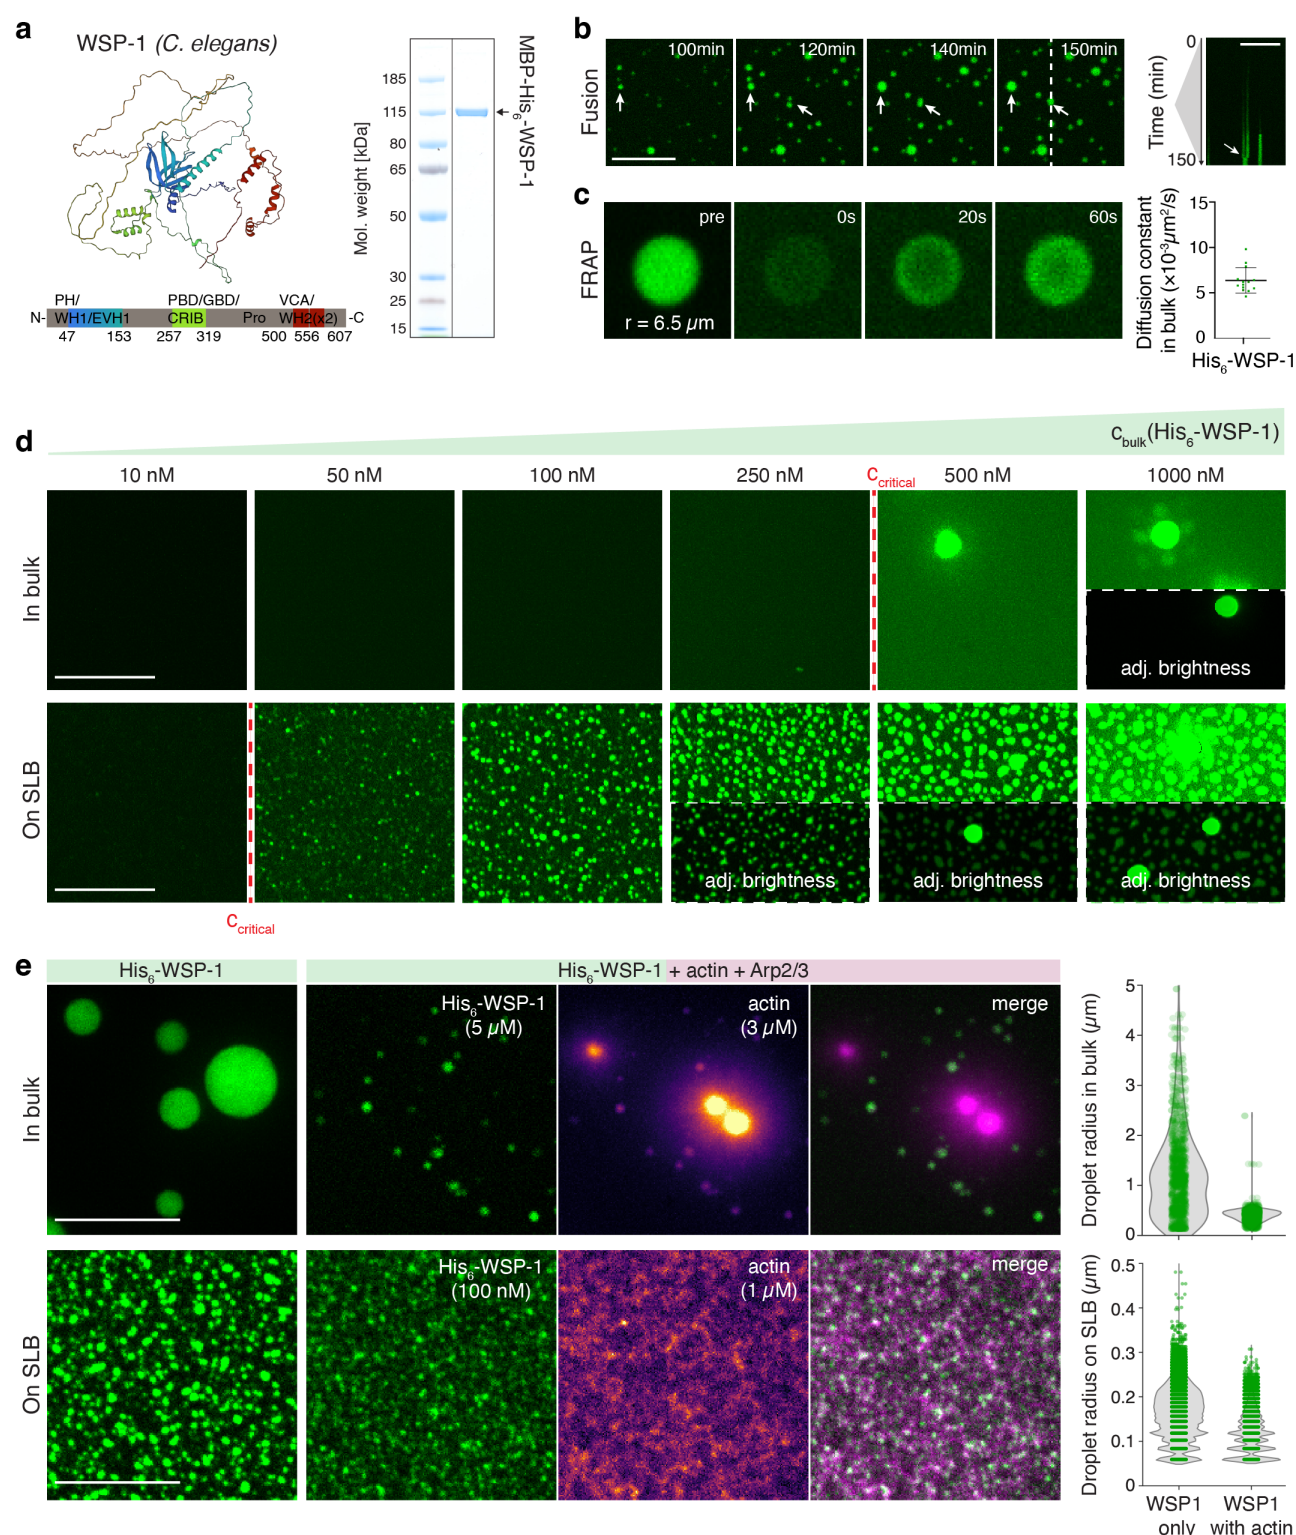 a
WSP-1 (C. elegans)
PH/
PBD/GBD/
VCA/
N-
WH1/EVH1
CRIB
Pro
WH2(x2)
-C
47
153
257
319
500
556
607
Mol. weight [kDa]
185
115
80
65
50
30
25
15
MBP-His6-WSP-1
b
Fusion
100min
120min
140min
150min
Time (min)
0
150
c
FRAP
pre
r = 6.5 µm
0s
20s
60s
Diffusion constant
in bulk (×10-3µm2/s)
15
10
5
0
His6-WSP-1
d
cbulk(His6-WSP-1)
10 nM
50 nM
100 nM
250 nM
ccritical
500 nM
1000 nM
In bulk
adj. brightness
On SLB
adj. brightness
adj. brightness
adj. brightness
ccritical
e
His6-WSP-1
His6-WSP-1 + actin + Arp2/3
In bulk
His6-WSP-1
(5 µM)
actin
(3 µM)
merge
Droplet radius in bulk (µm)
5
4
3
2
1
0
On SLB
His6-WSP-1
(100 nM)
actin
(1 µM)
merge
Droplet radius on SLB (µm)
0.5
0.4
0.3
0.2
0.1
0
WSP1
only
WSP1
with actin